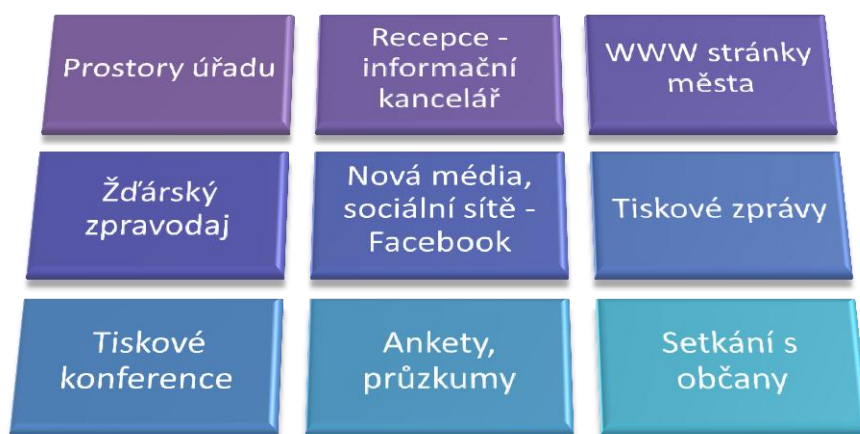 Prostory úřadu
Recepce -
informační
kancelář
WWW stránky
města
Žďárský
zpravodaj
Nová média,
sociální sítě -
Facebook
Tiskové zprávy
Tiskové
konference
Ankety,
průzkumy
Setkání s
občany